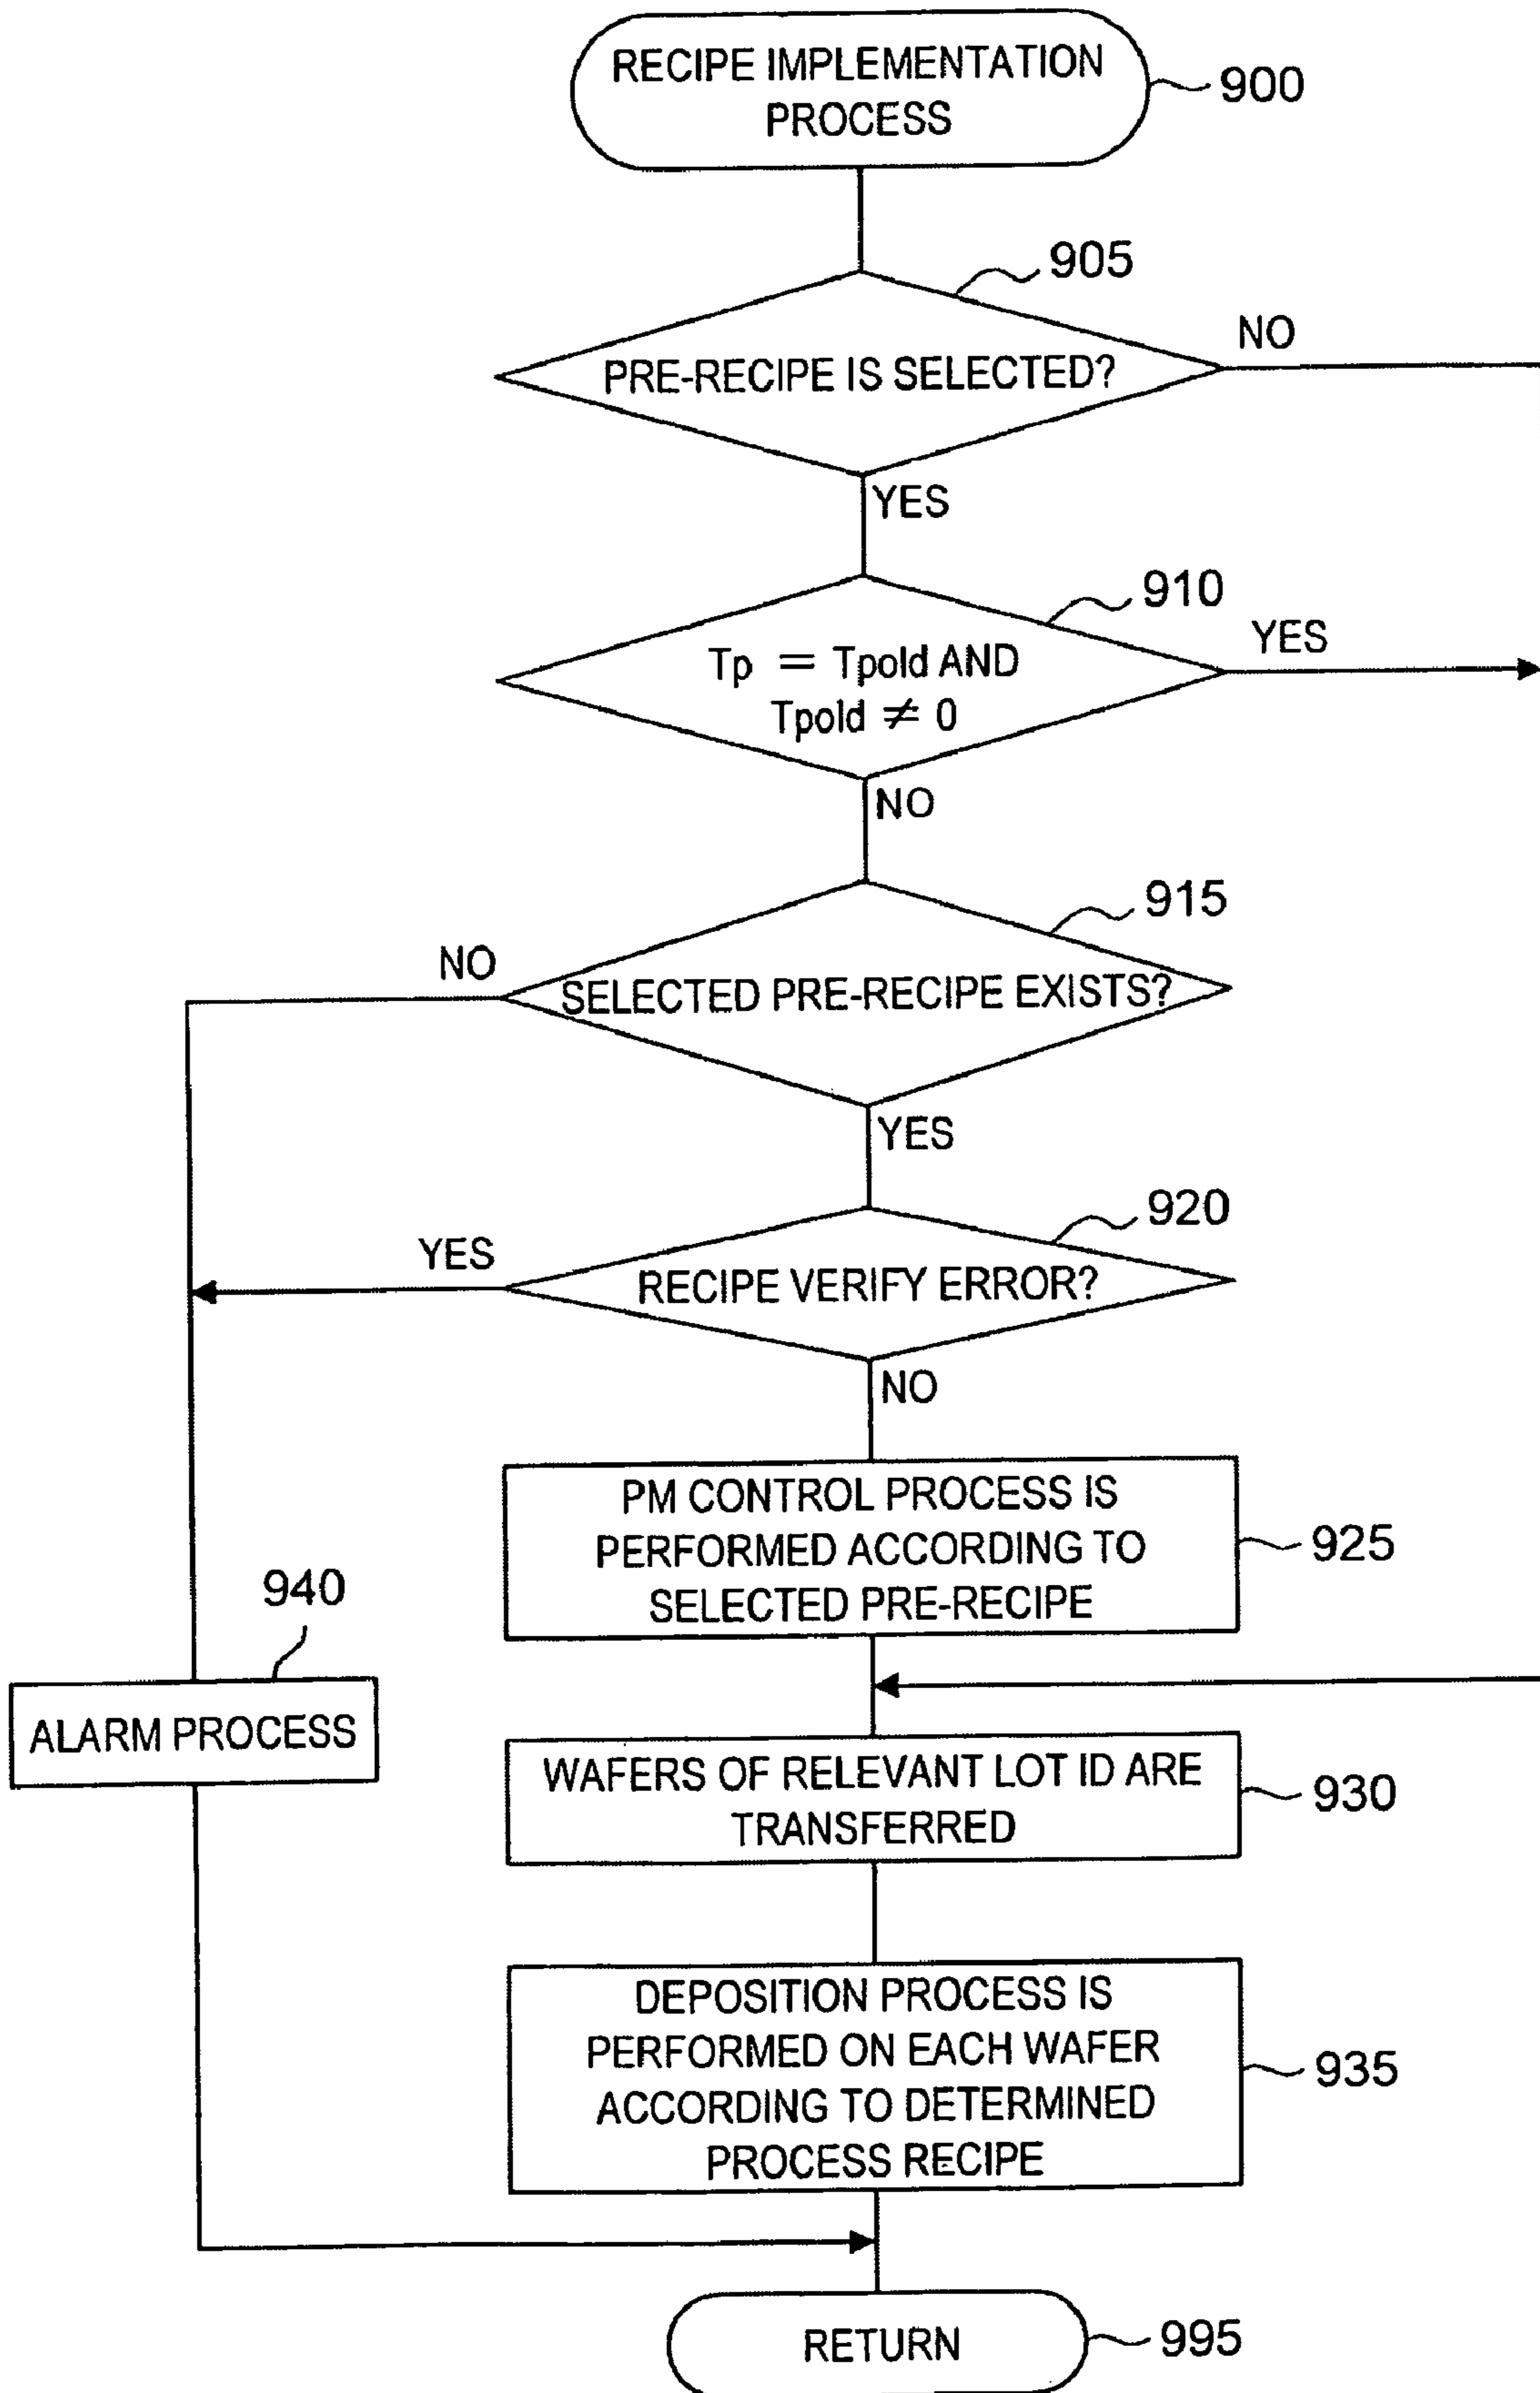 RECIPE IMPLEMENTATION
PROCESS
900
905
PRE-RECIPE IS SELECTED?
NO
YES
910
Tp = Tpold AND
Tpold ≠ 0
YES
NO
915
NO
SELECTED PRE-RECIPE EXISTS?
YES
920
YES
RECIPE VERIFY ERROR?
NO
PM CONTROL PROCESS IS
PERFORMED ACCORDING TO
SELECTED PRE-RECIPE
925
940
ALARM PROCESS
WAFERS OF RELEVANT LOT ID ARE
TRANSFERRED
930
DEPOSITION PROCESS IS
PERFORMED ON EACH WAFER
ACCORDING TO DETERMINED
PROCESS RECIPE
935
RETURN
995